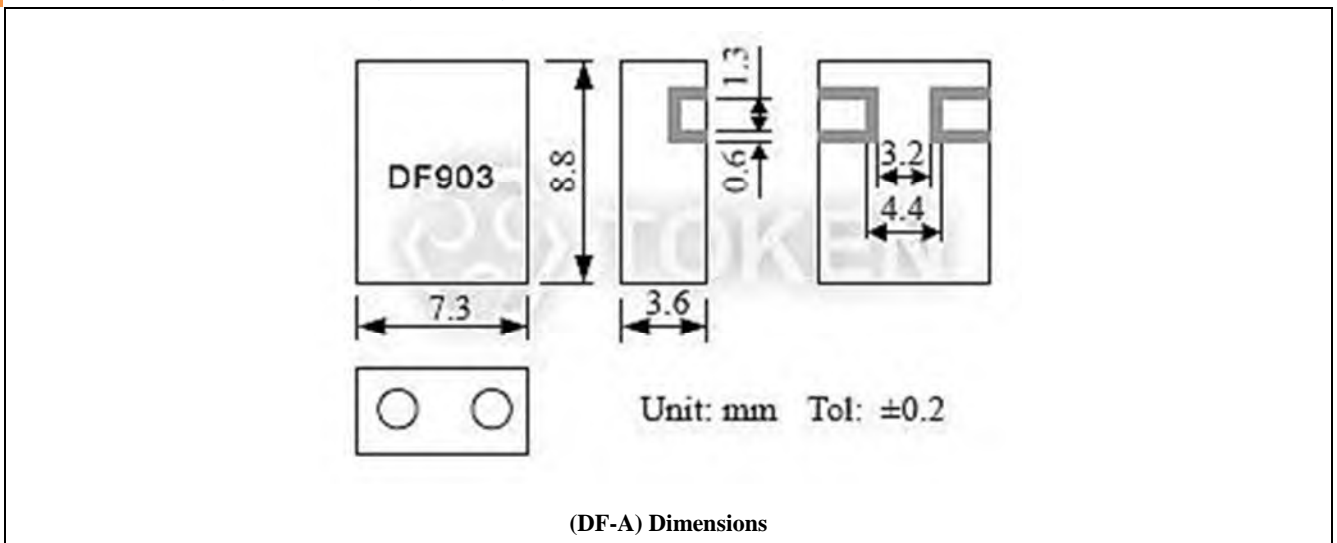 1.3
DF903
8.8
0.6
3.2
4.4
TOKEN
7.3
3.6
Unit: mm Tol: ±0.2
(DF-A) Dimensions